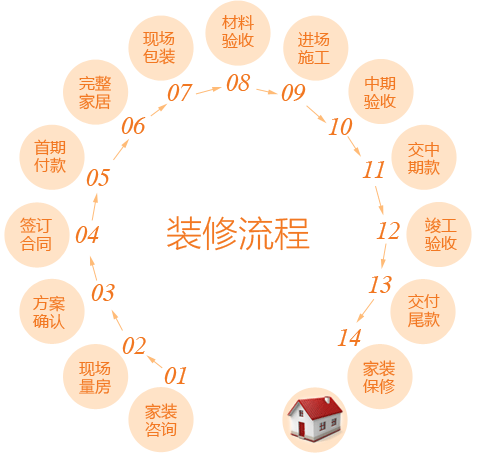 装修流程
01
家装
咨询
02
现场
量房
03
方案
确认
04
签订
合同
05
首期
付款
06
完整
家居
07
现场
包装
08
材料
验收
09
进场
施工
10
中期
验收
11
交中
期款
12
竣工
验收
13
交付
尾款
14
家装
保修